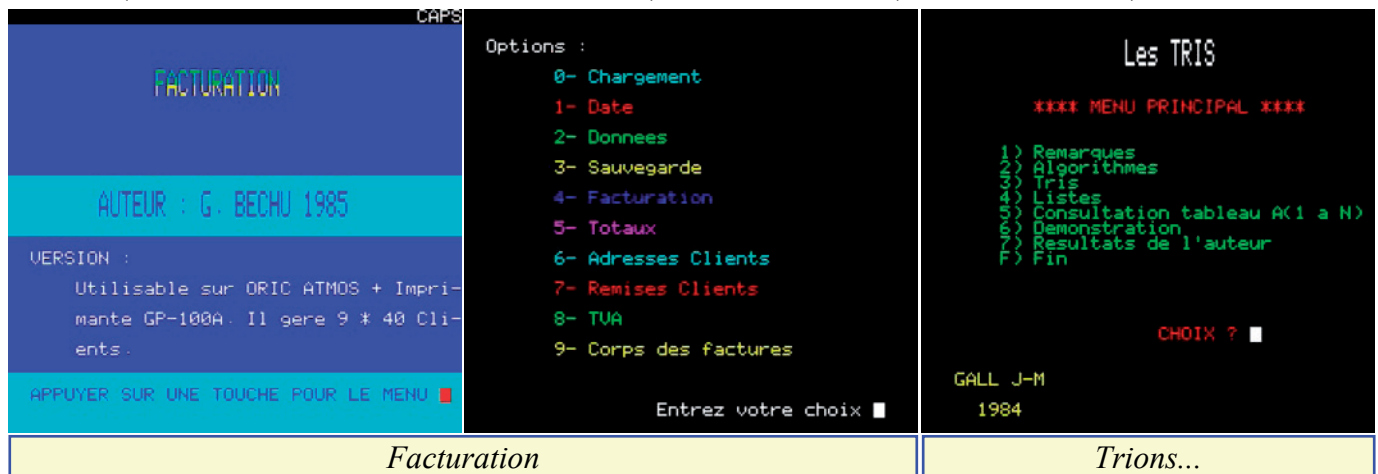 CAPS
FACTURATION
AUTEUR : G. BECHU 1985
VERSION :
Utilisable sur ORIC ATMOS + Impri-
mante GP-100A. Il gere 9 * 40 Cli-
ents.
APPUYER SUR UNE TOUCHE POUR LE MENU
Options :
0- Chargement
1- Date
2- Donnees
3- Sauvegarde
4- Facturation
5- Totaux
6- Adresses Clients
7- Remises Clients
8- TVA
9- Corps des factures
Entrez votre choix
Les TRIS
**** MENU PRINCIPAL ****
1) Remarques
2) Algorithmes
3) Tris
4) Listes
5) Consultation tableau A(1 a N)
6) Demonstration
7) Resultats de l'auteur
F) Fin
CHOIX ?
GALL J-M
1984
Facturation
Trions...